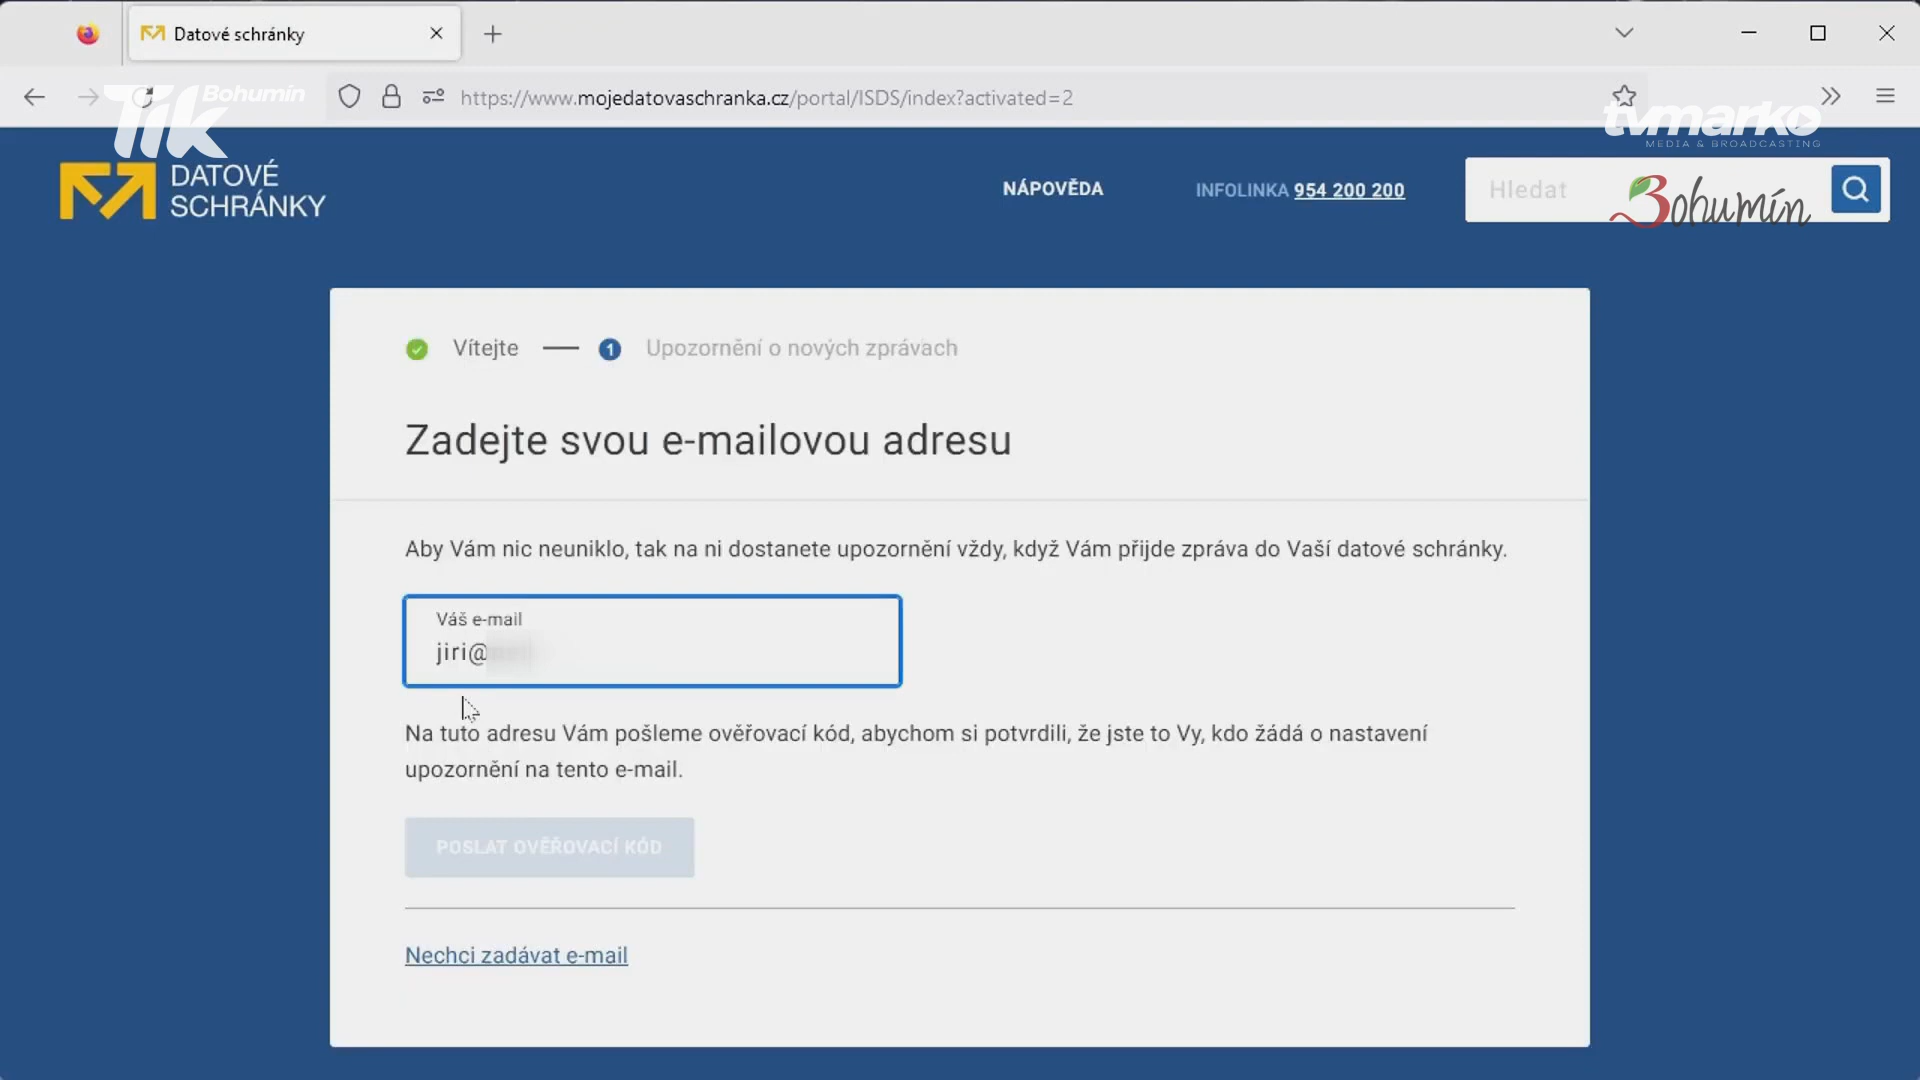 Datové schránky
https://www.mojedatovaschranka.cz/portal/ISDS/index?activated=2
Tik Bohumín
tvmarko
MEDIA & BROADCASTING
DATOVÉ
SCHRÁNKY
NÁPOVĚDA
INFOLINKA 954 200 200
Hledat
Bohumín
Vítejte
1 Upozornění o nových zprávách
Zadejte svou e-mailovou adresu
Aby Vám nic neuniklo, tak na ni dostanete upozornění vždy, když Vám přijde zpráva do Vaší datové schránky.
Váš e-mail
jiri@
Na tuto adresu Vám pošleme ověřovací kód, abychom si potvrdili, že jste to Vy, kdo žádá o nastavení
upozornění na tento e-mail.
POSLAT OVĚŘOVACÍ KÓD
Nechci zadávat e-mail